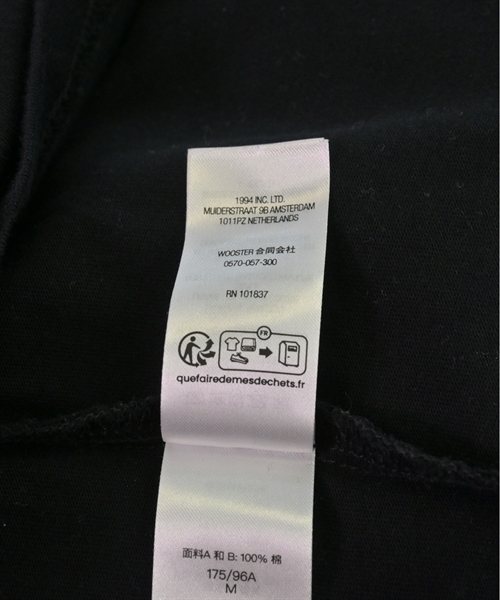 1994 INC. LTD.
MUIDERSTRAAT 9B AMSTERDAM
1011PZ NETHERLANDS
WOOSTER 合同会社
0570-057-300
RN 101837
FR
quefairedemesdechets.fr
面料A 和 B: 100% 棉
175/96A
M